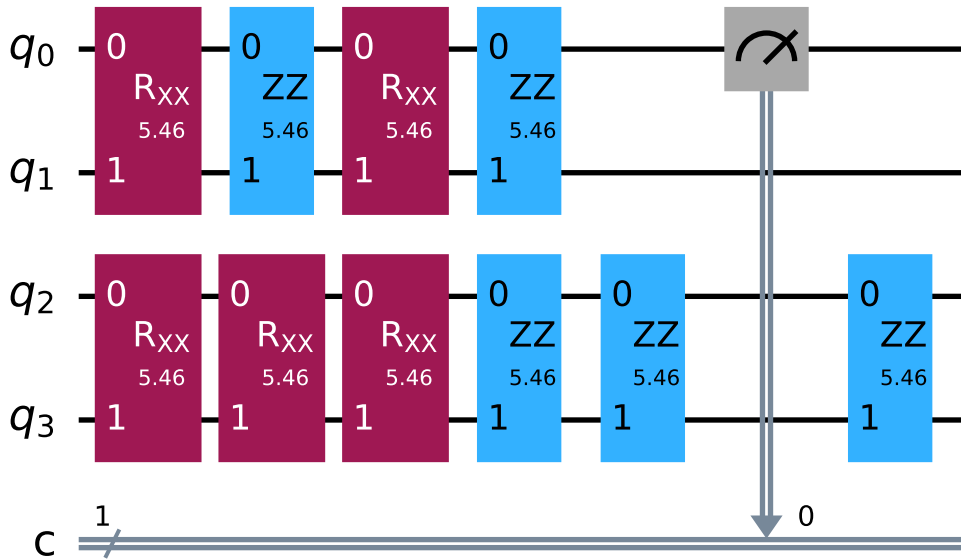 q0 0 0 0 0
RXX ZZ RXX ZZ
5.46 5.46 5.46 5.46
q1 1 1 1 1
q2 0 0 0 0 0 0
RXX RXX RXX ZZ ZZ ZZ
5.46 5.46 5.46 5.46 5.46 5.46
q3 1 1 1 1 1 1
1 0
c